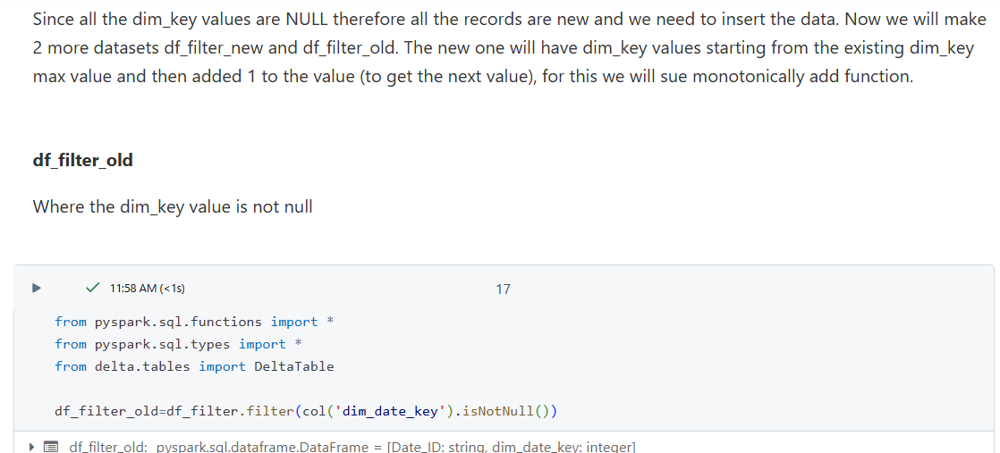 Since all the dim_key values are NULL therefore all the records are new and we need to insert the data. Now we will make
2 more datasets df_filter_new and df_filter_old. The new one will have dim_key values starting from the existing dim_key
max value and then added 1 to the value (to get the next value), for this we will sue monotonically add function.
df_filter_old
Where the dim_key value is not null
11:58 AM (<1s)
17
from pyspark.sql.functions import *
from pyspark.sql.types import *
from delta.tables import DeltaTable
df_filter_old=df_filter.filter(col('dim_date_key').isNotNull())
df_filter_old: pyspark.sql.dataframe.DataFrame = [Date_ID: string, dim_date_key: integer]